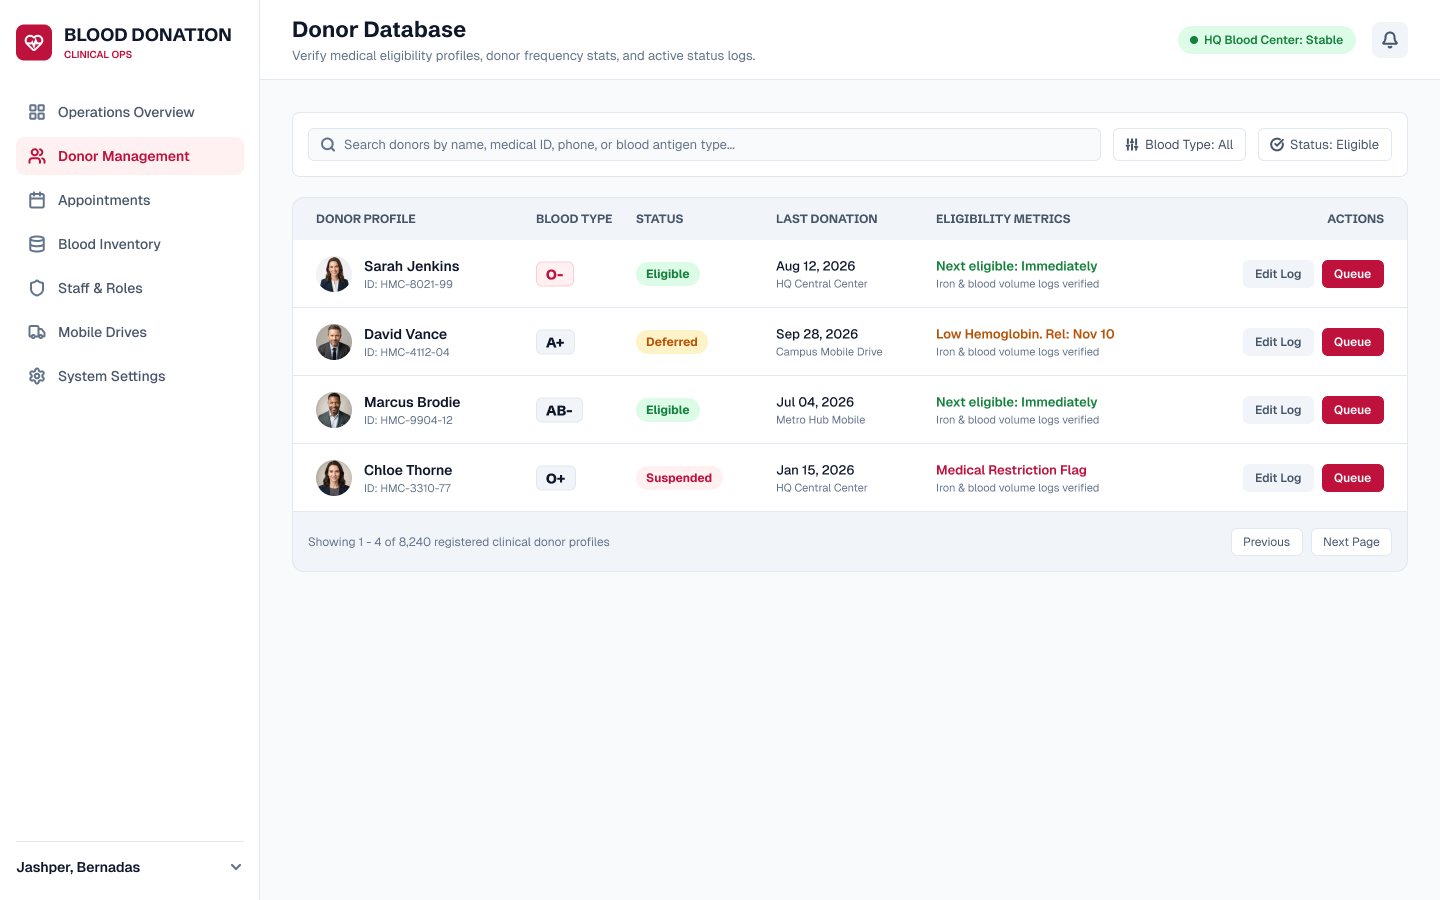 BLOOD DONATION
CLINICAL OPS
Operations Overview
Donor Management
Appointments
Blood Inventory
Staff & Roles
Mobile Drives
System Settings
Jashper, Bernadas
Donor Database
Verify medical eligibility profiles, donor frequency stats, and active status logs.
HQ Blood Center: Stable
Search donors by name, medical ID, phone, or blood antigen type...
Blood Type: All
Status: Eligible
DONOR PROFILE BLOOD TYPE STATUS LAST DONATION ELIGIBILITY METRICS ACTIONS
Sarah Jenkins O- Eligible Aug 12, 2026 Next eligible: Immediately Edit Log Queue
ID: HMC-8021-99 HQ Central Center Iron & blood volume logs verified
David Vance A+ Deferred Sep 28, 2026 Low Hemoglobin. Rel: Nov 10 Edit Log Queue
ID: HMC-4112-04 Campus Mobile Drive Iron & blood volume logs verified
Marcus Brodie AB- Eligible Jul 04, 2026 Next eligible: Immediately Edit Log Queue
ID: HMC-9904-12 Metro Hub Mobile Iron & blood volume logs verified
Chloe Thorne O+ Suspended Jan 15, 2026 Medical Restriction Flag Edit Log Queue
ID: HMC-3310-77 HQ Central Center Iron & blood volume logs verified
Showing 1 - 4 of 8,240 registered clinical donor profiles
Previous Next Page